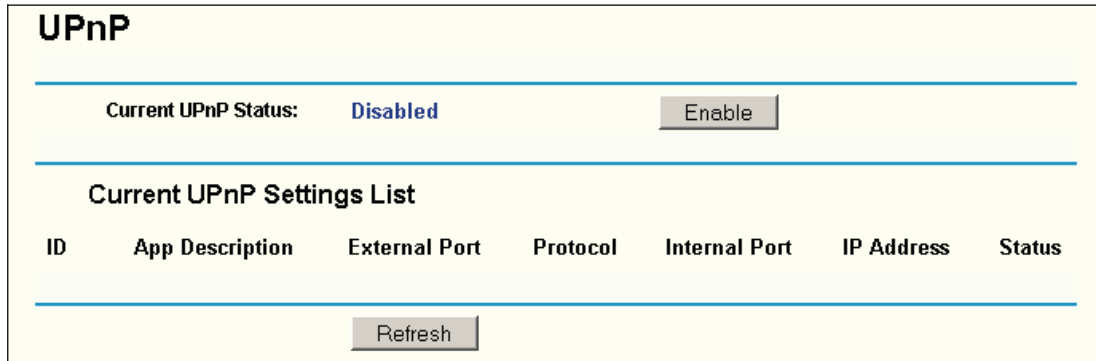 UPnP
Current UPnP Status: Disabled Enable
Current UPnP Settings List
ID App Description External Port Protocol Internal Port IP Address Status
Refresh